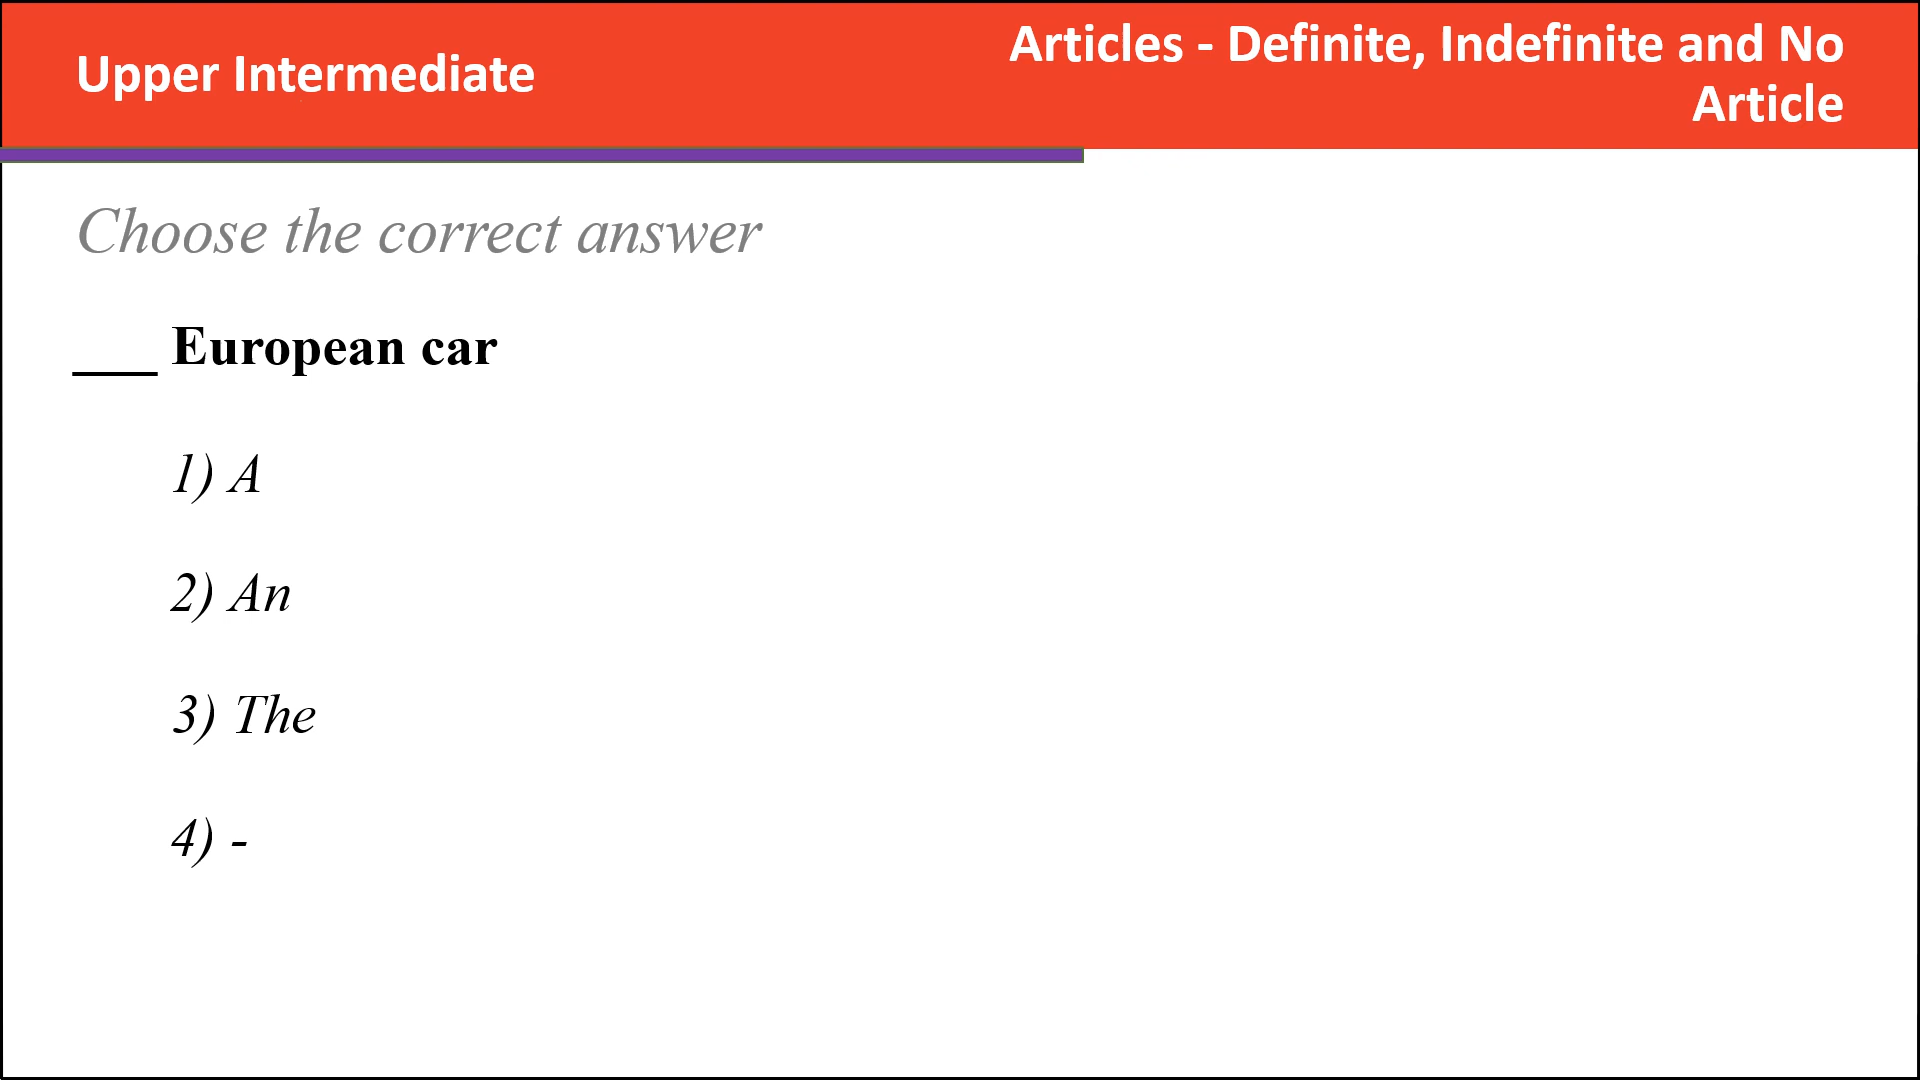 Upper Intermediate
Articles - Definite, Indefinite and No
Article
Choose the correct answer
___ European car
1) A
2) An
3) The
4) -